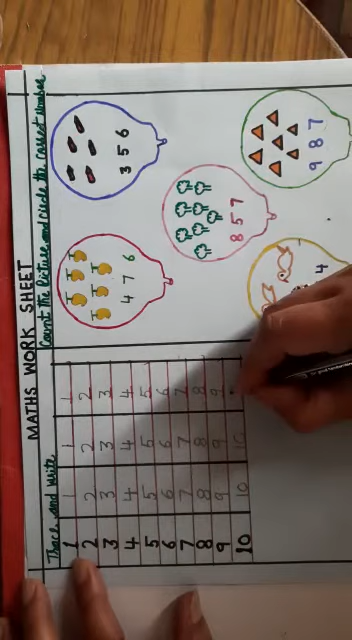 MATHS WORK SHEET
Trace and write
Count the Picture and Circle the correct number
1 1 1 1
2 2 2 2
3 3 3 3
4 4 4 4
5 5 5 5
6 6 6 6
7 7 7 7
8 8 8 8
9 9 9 9
10 10 10
4 7 6
3 5 6
8 5 7
4
9 8 7